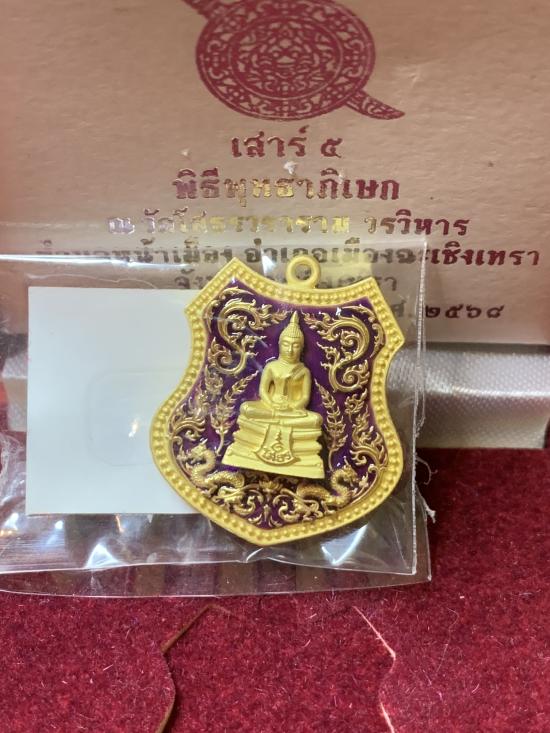 เสาร์ ๕
พิธีพุทธาภิเษก
ณ วัดโสธรวราราม วรวิหาร
หน้าเมือง อำเภอเมืองฉะเชิงเทรา
๒๕๖๘